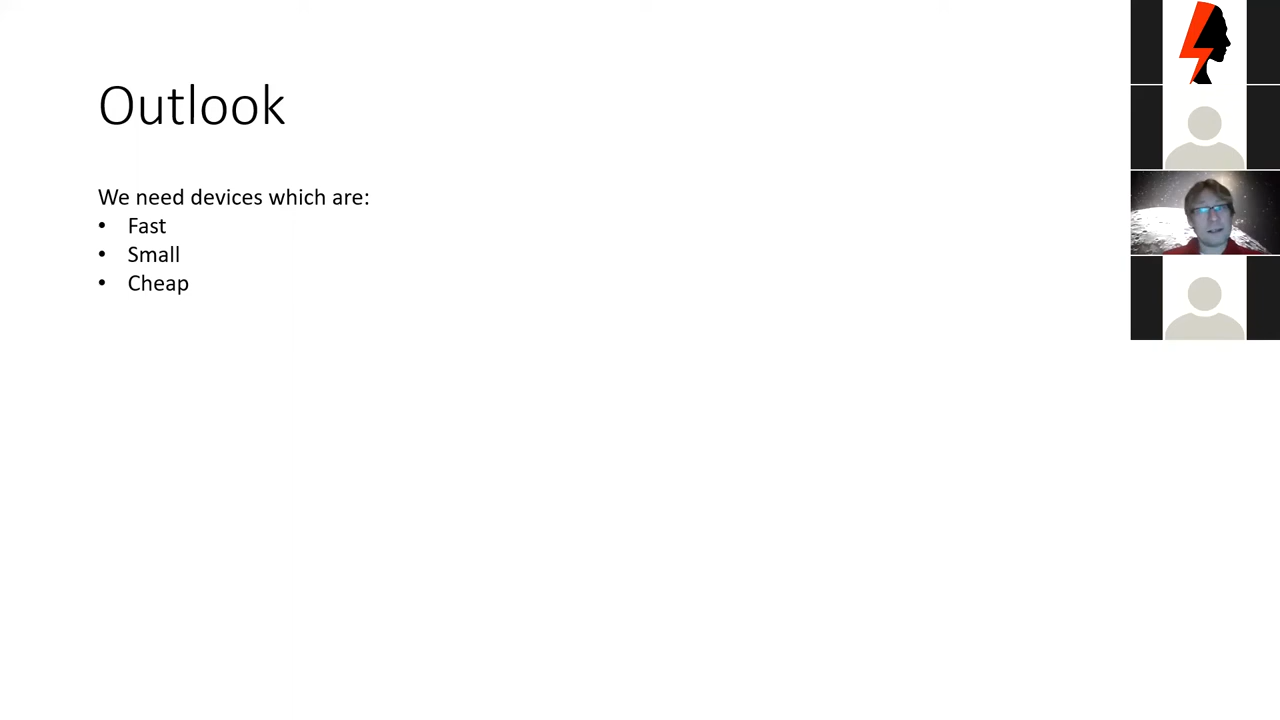 Outlook
We need devices which are:
• Fast
• Small
• Cheap